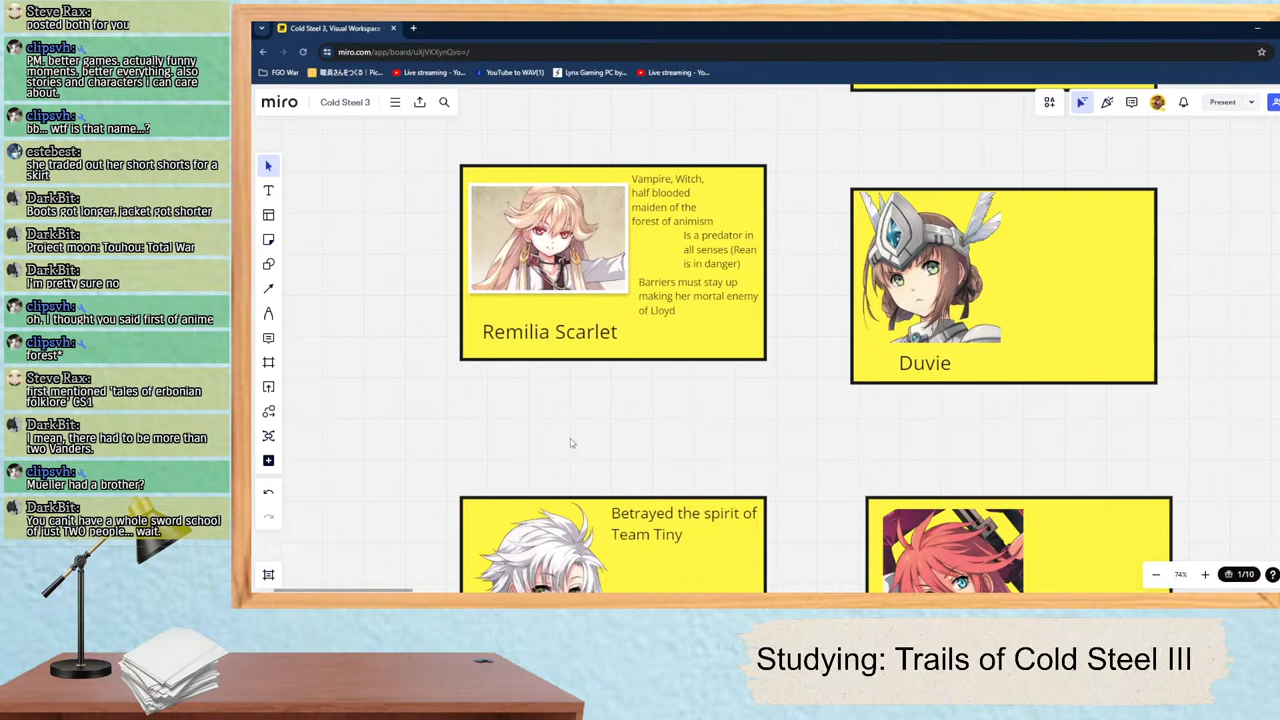 Steve Rax:
posted both for you
clipsvh:
PM, better games. actually funny
moments. better everything, also
stories and characters I can care
about.
clipsvh:
bb... wtf is that name...?
estebest:
she traded out her short shorts for a
skirt
DarkBit:
Boots got longer, jacket got shorter
DarkBit:
Project moon: Touhou: Total War
DarkBit:
I'm pretty sure no
clipsvh:
oh, I thought you said first of anime
clipsvh:
forest*
Steve Rax:
first mentioned 'tales of erbonian
folklore' CS1
DarkBit:
I mean, there had to be more than
two Vanders.
clipsvh:
Mueller had a brother?
DarkBit:
You can't have a whole sword school
of just TWO people... wait.
Cold Steel 3, Visual Workspace
miro.com/app/board/uXjVKXynQvo=/
FGO War
職員さんをつくる | Pic...
Live streaming - Yo...
YouTube to WAV(1)
Lynx Gaming PC by...
Live streaming - Yo...
miro
Cold Steel 3
Present
Vampire, Witch,
half blooded
maiden of the
forest of animism
Is a predator in
all senses (Rean
is in danger)
Barriers must stay up
making her mortal enemy
of Lloyd
Remilia Scarlet
Duvie
Betrayed the spirit of
Team Tiny
74%
1/10
Studying: Trails of Cold Steel III